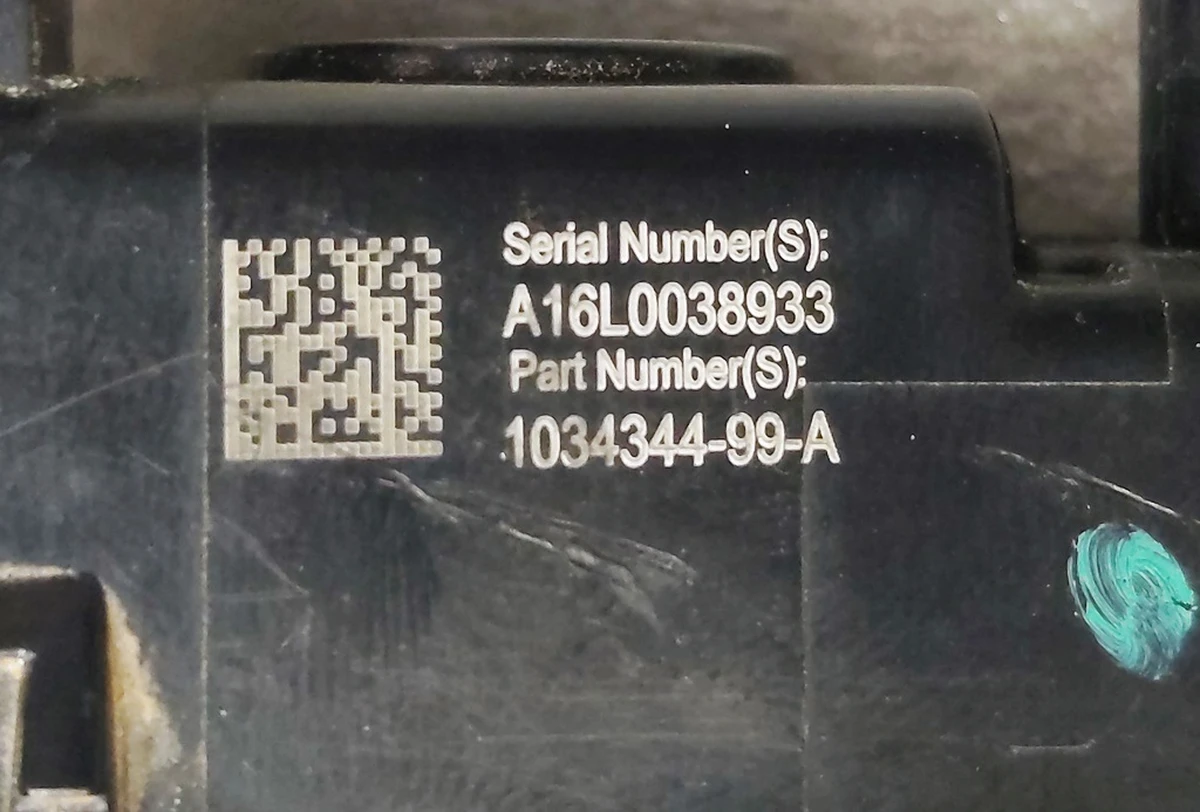 Serial Number(S):
A16L0038933
Part Number(S):
1034344-99-A